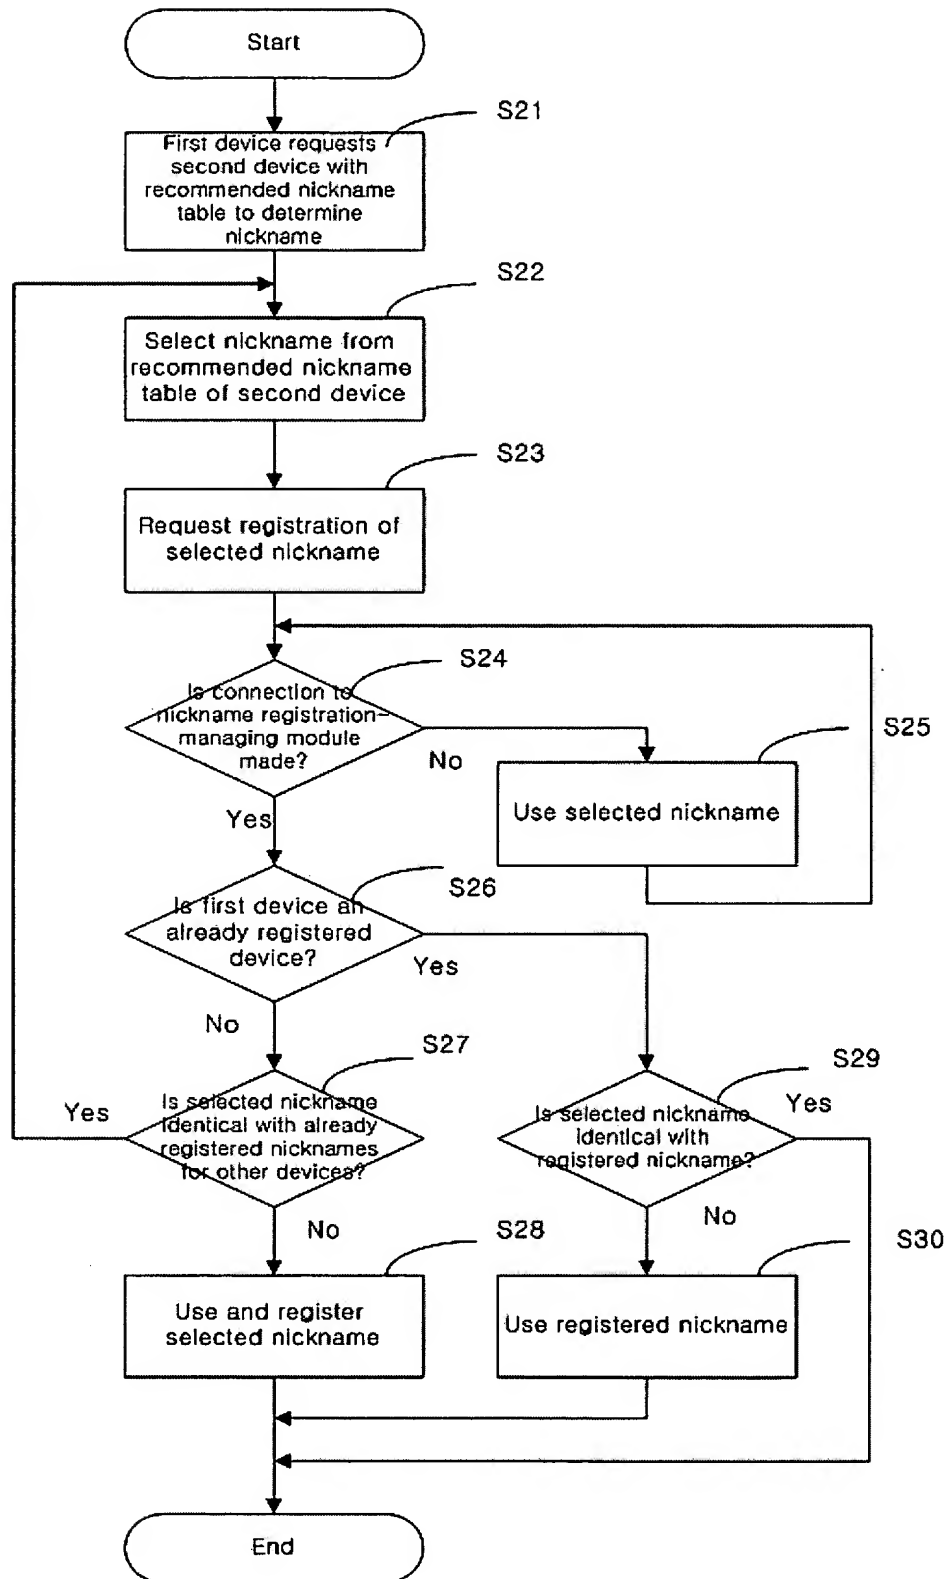 Start
S21
First device requests
second device with
recommended nickname
table to determine
nickname
S22
Select nickname from
recommended nickname
table of second device
S23
Request registration of
selected nickname
S24
Is connection to
nickname registration-
managing module
made?
No
S25
Use selected nickname
Yes
S26
Is first device an
already registered
device?
Yes
No
S27
Is selected nickname
identical with already
registered nicknames
for other devices?
Yes
S29
Is selected nickname
identical with
registered nickname?
Yes
No
No
S28
Use and register
selected nickname
S30
Use registered nickname
End